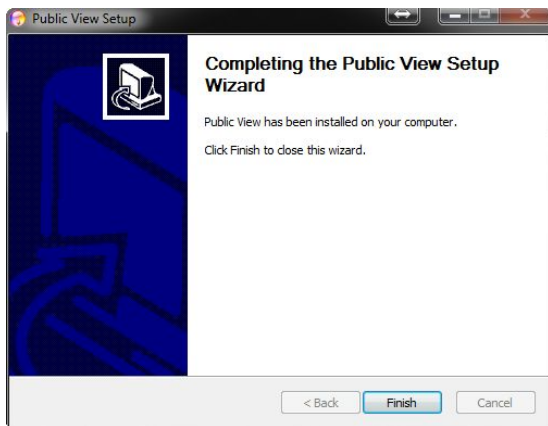 Public View Setup
Completing the Public View Setup
Wizard
Public View has been installed on your computer.
Click Finish to close this wizard.
< Back
Finish
Cancel